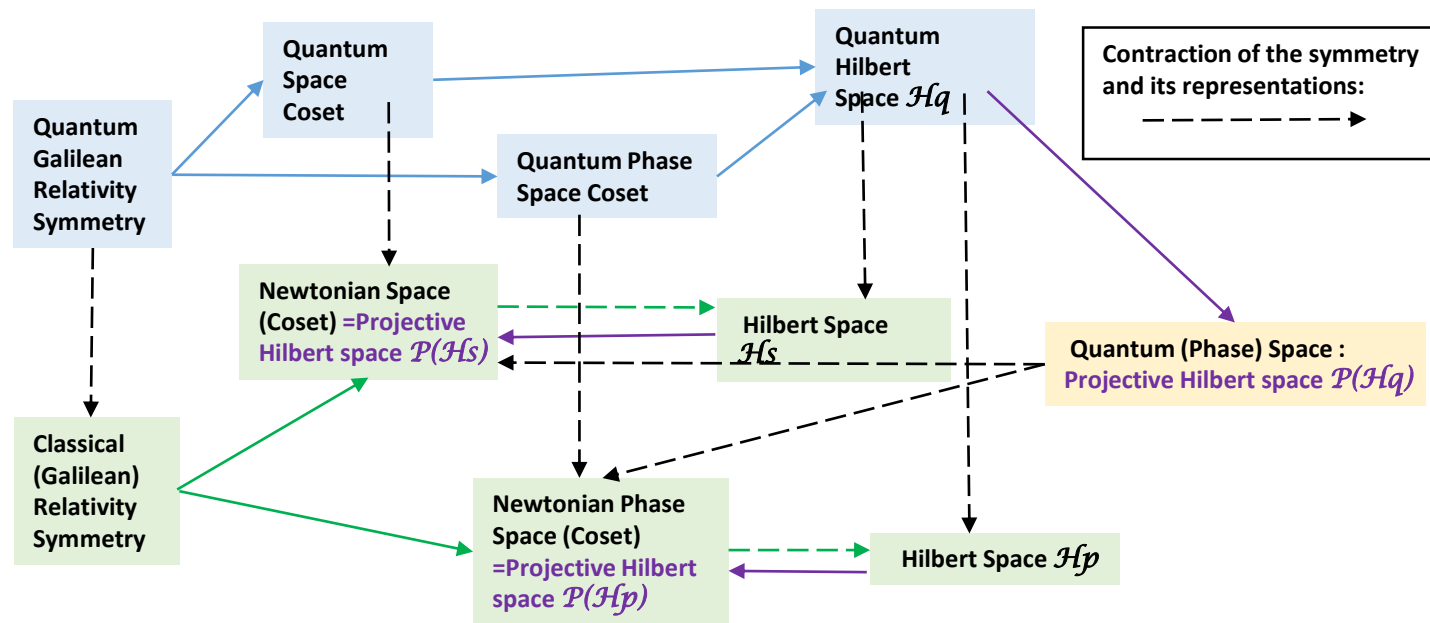 Quantum
Space
Coset
Quantum
Hilbert
Space ℋq
Contraction of the symmetry
and its representations:
Quantum
Galilean
Relativity
Symmetry
Quantum Phase
Space Coset
Newtonian Space
(Coset) =Projective
Hilbert space 𝒫(ℋs)
Hilbert Space
ℋs
Quantum (Phase) Space :
Projective Hilbert space 𝒫(ℋq)
Classical
(Galilean)
Relativity
Symmetry
Newtonian Phase
Space (Coset)
=Projective Hilbert
space 𝒫(ℋp)
Hilbert Space ℋp